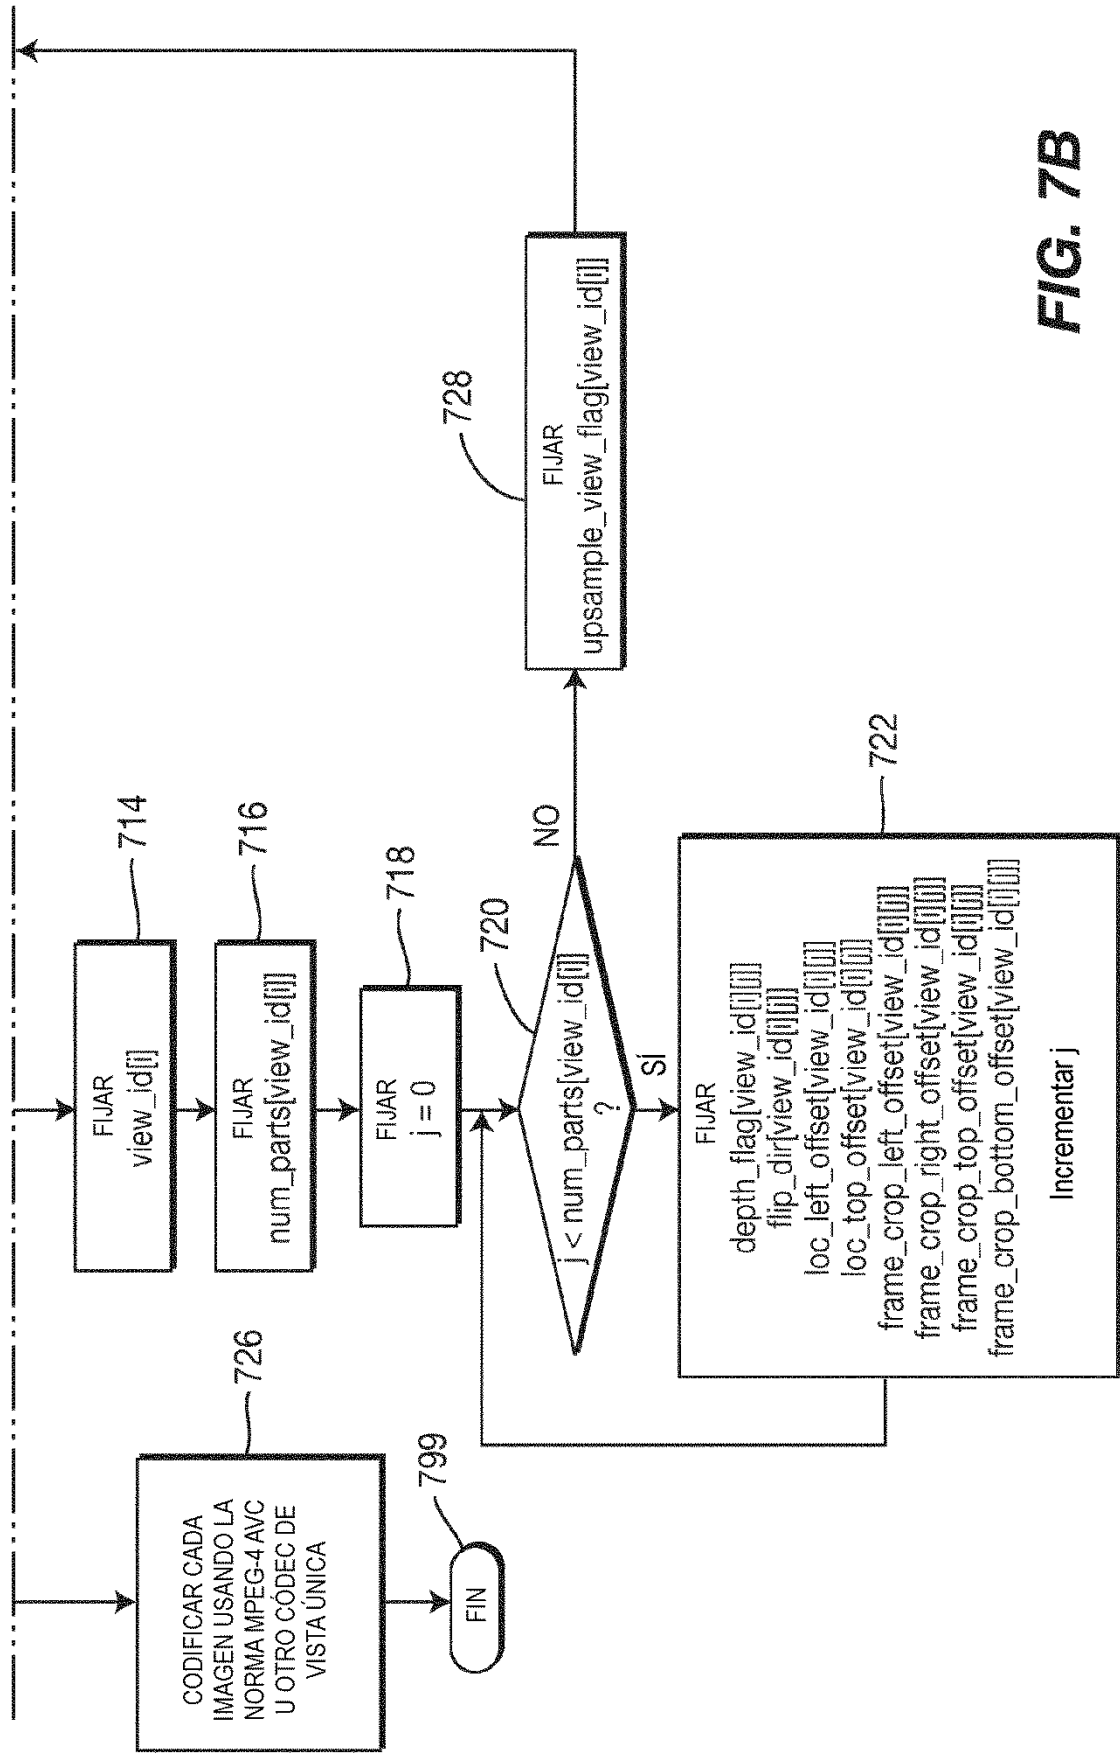 CODIFICAR CADA
IMAGEN USANDO LA
NORMA MPEG-4 AVC
U OTRO CÓDEC DE
VISTA ÚNICA
726
FIN
799
FIJAR
view_id[i]
714
FIJAR
num_parts[view_id[i]]
716
FIJAR
j = 0
718
j < num_parts[view_id[i]]
?
720
NO
SÍ
FIJAR
depth_flag[view_id[i][j]]
flip_dir[view_id[i][j]]
loc_left_offset[view_id[i][j]]
loc_top_offset[view_id[i][j]]
frame_crop_left_offset[view_id[i][j]]
frame_crop_right_offset[view_id[i][j]]
frame_crop_top_offset[view_id[i][j]]
frame_crop_bottom_offset[view_id[i][j]]
Incrementar j
722
FIJAR
upsample_view_flag[view_id[i]]
728
FIG. 7B